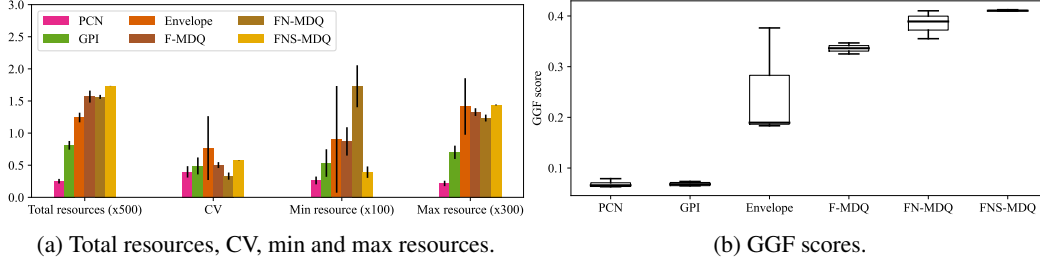 PCN Envelope FN-MDQ
GPI F-MDQ FNS-MDQ
3.0
2.5
2.0
1.5
1.0
0.5
0.0
Total resources (x500) CV Min resource (x100) Max resource (x300)
(a) Total resources, CV, min and max resources.
GGF score
0.4
0.3
0.2
0.1
PCN GPI Envelope F-MDQ FN-MDQ FNS-MDQ
(b) GGF scores.